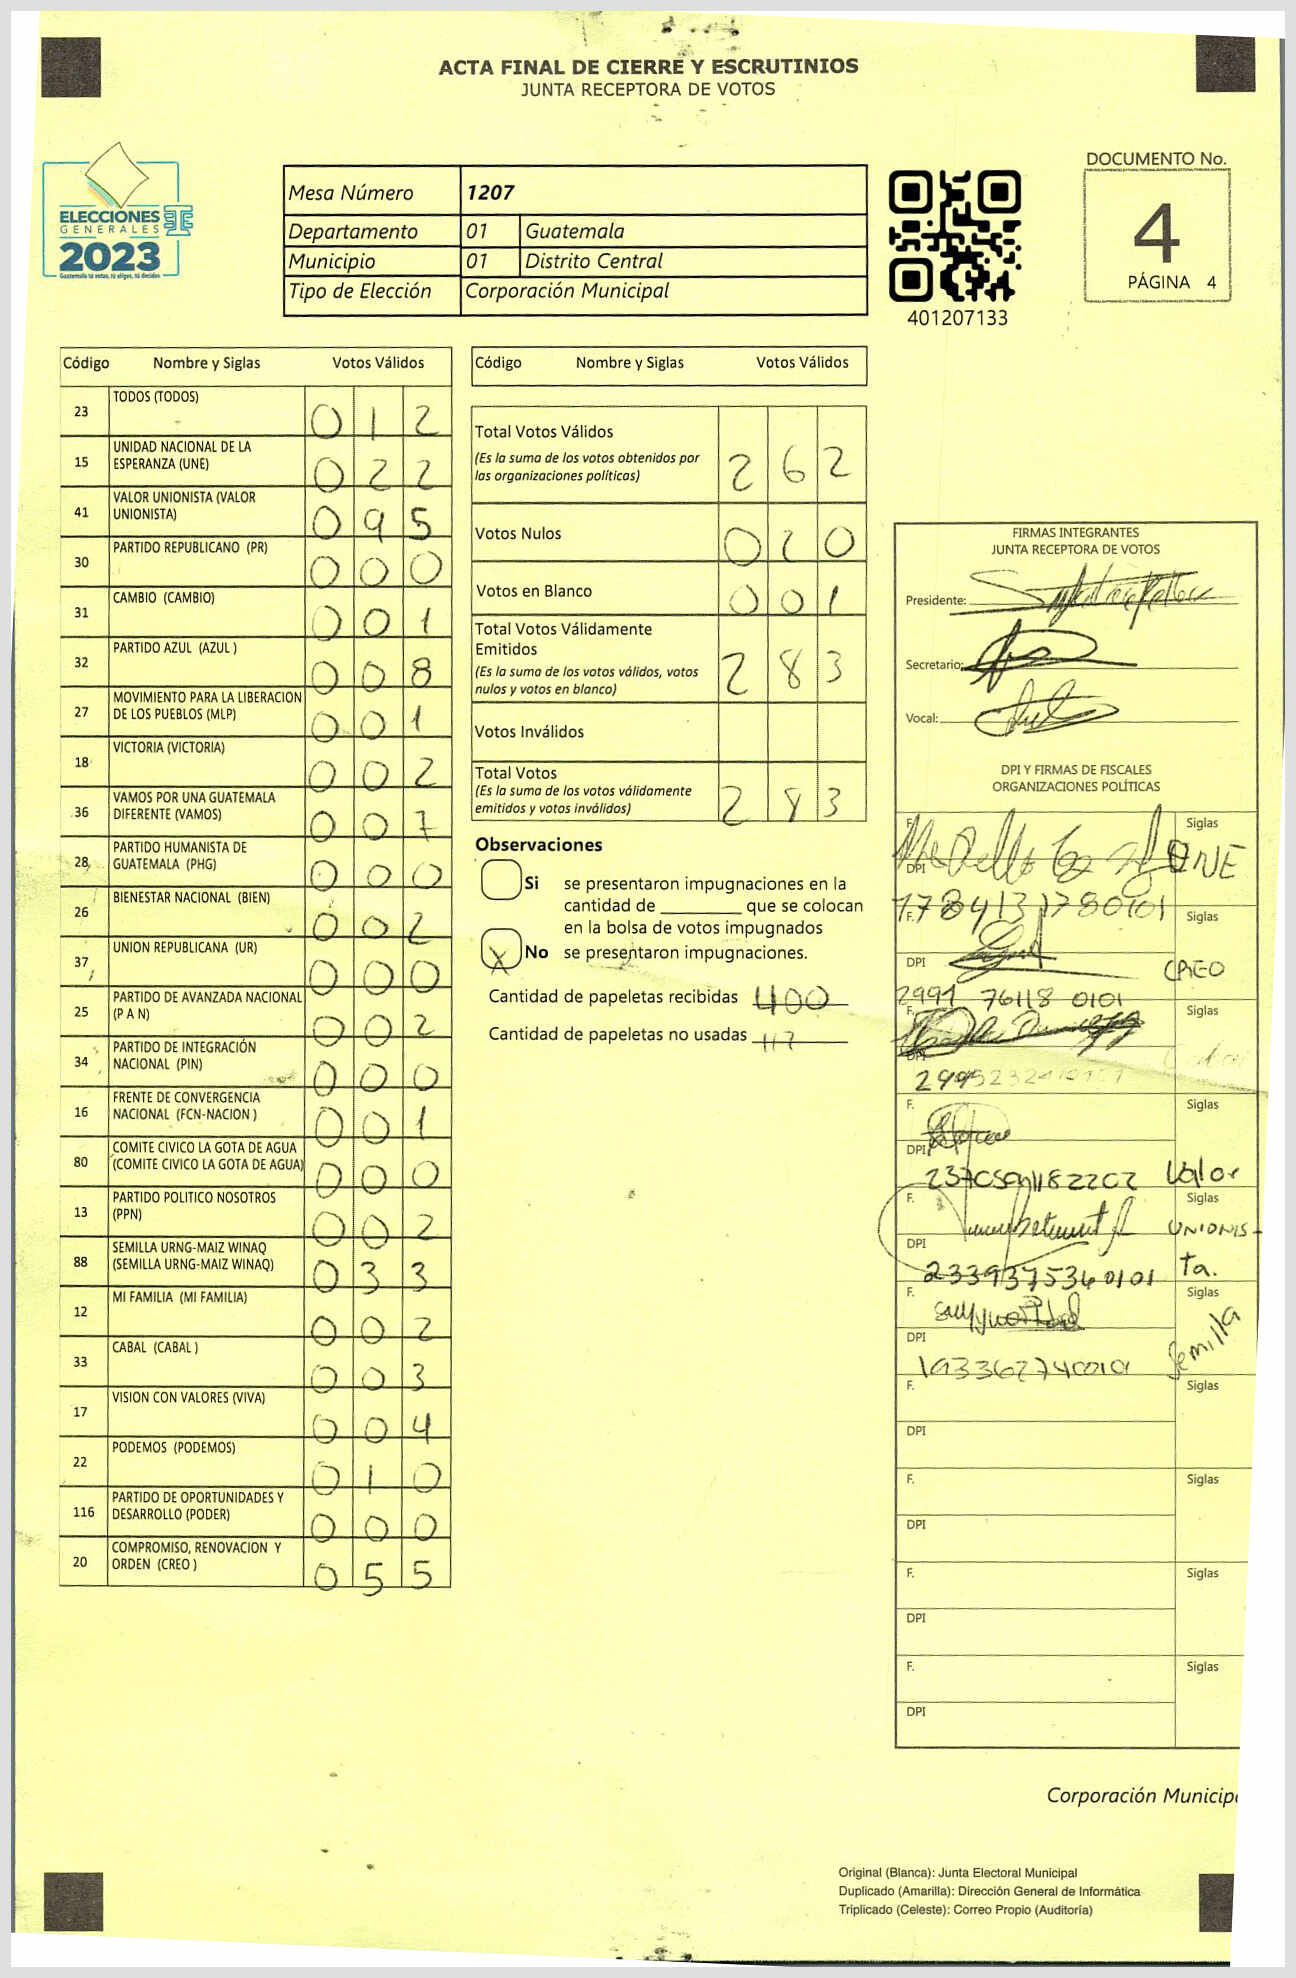 ACTA FINAL DE CIERRE Y ESCRUTINIOS
JUNTA RECEPTORA DE VOTOS
ELECCIONES
GENERALES
2023
Guatemala tú votas, tú eliges, tú decides
Mesa Número 1207
Departamento 01 Guatemala
Municipio 01 Distrito Central
Tipo de Elección Corporación Municipal
401207133
DOCUMENTO No.
4
PÁGINA 4
Código Nombre y Siglas Votos Válidos
23 TODOS (TODOS) 0 1 2
15 UNIDAD NACIONAL DE LA ESPERANZA (UNE) 0 2 2
41 VALOR UNIONISTA (VALOR UNIONISTA) 0 9 5
30 PARTIDO REPUBLICANO (PR) 0 0 0
31 CAMBIO (CAMBIO) 0 0 1
32 PARTIDO AZUL (AZUL ) 0 0 8
27 MOVIMIENTO PARA LA LIBERACION DE LOS PUEBLOS (MLP) 0 0 1
18 VICTORIA (VICTORIA) 0 0 2
36 VAMOS POR UNA GUATEMALA DIFERENTE (VAMOS) 0 0 7
28 PARTIDO HUMANISTA DE GUATEMALA (PHG) 0 0 0
26 BIENESTAR NACIONAL (BIEN) 0 0 2
37 UNION REPUBLICANA (UR) 0 0 0
25 PARTIDO DE AVANZADA NACIONAL (P A N) 0 0 2
34 PARTIDO DE INTEGRACIÓN NACIONAL (PIN) 0 0 0
16 FRENTE DE CONVERGENCIA NACIONAL (FCN-NACION ) 0 0 1
80 COMITE CIVICO LA GOTA DE AGUA (COMITE CIVICO LA GOTA DE AGUA) 0 0 0
13 PARTIDO POLITICO NOSOTROS (PPN) 0 0 2
88 SEMILLA URNG-MAIZ WINAQ (SEMILLA URNG-MAIZ WINAQ) 0 3 3
12 MI FAMILIA (MI FAMILIA) 0 0 2
33 CABAL (CABAL ) 0 0 3
17 VISION CON VALORES (VIVA) 0 0 4
22 PODEMOS (PODEMOS) 0 1 0
116 PARTIDO DE OPORTUNIDADES Y DESARROLLO (PODER) 0 0 0
20 COMPROMISO, RENOVACION Y ORDEN (CREO ) 0 5 5
Código Nombre y Siglas Votos Válidos
Total Votos Válidos 2 6 2
(Es la suma de los votos obtenidos por
las organizaciones políticas)
Votos Nulos 0 2 0
Votos en Blanco 0 0 1
Total Votos Válidamente
Emitidos 2 8 3
(Es la suma de los votos válidos, votos
nulos y votos en blanco)
Votos Inválidos
Total Votos 2 8 3
(Es la suma de los votos válidamente
emitidos y votos inválidos)
Observaciones
Si se presentaron impugnaciones en la
cantidad de ________ que se colocan
en la bolsa de votos impugnados
X No se presentaron impugnaciones.
Cantidad de papeletas recibidas 400
Cantidad de papeletas no usadas 117
FIRMAS INTEGRANTES
JUNTA RECEPTORA DE VOTOS
Presidente:
Secretario:
Vocal:
DPI Y FIRMAS DE FISCALES
ORGANIZACIONES POLÍTICAS
F. Siglas
DPI UNE
1784131780101
F. Siglas
DPI CREO
2991 76118 0101
F. Siglas
DPI
F. Siglas
DPI
Valor
F. Siglas
DPI UNIONIS-
2339375360101 Ta.
F. Siglas
DPI Semilla
1933627400101
F. Siglas
DPI
F. Siglas
DPI
F. Siglas
DPI
F. Siglas
DPI
Corporación Municip
Original (Blanca): Junta Electoral Municipal
Duplicado (Amarilla): Dirección General de Informática
Triplicado (Celeste): Correo Propio (Auditoría)